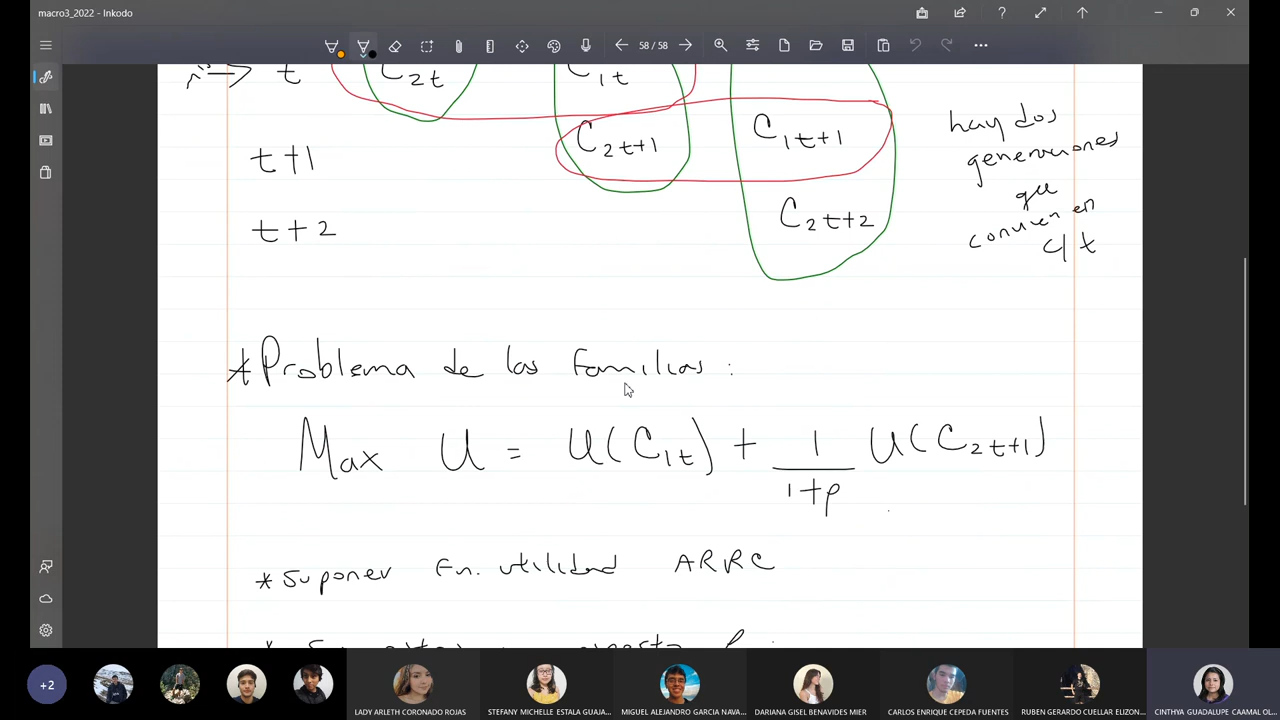 macro3_2022 - Inkodo
58 / 58
t C2t C1t
C2t+1 C1t+1
t+1
C2t+2
t+2
hay dos
generaciones
que
conviven en
c/ t
*Problema de las familias :
Max U = U(C1t) + 1/1+ρ U(C2t+1)
*Suponer Fn. utilidad ARRC
+2
LADY ARLETH CORONADO ROJAS
STEFANY MICHELLE ESTALA GUAJA...
MIGUEL ALEJANDRO GARCIA NAVA...
DARIANA GISEL BENAVIDES MIER
CARLOS ENRIQUE CEPEDA FUENTES
RUBEN GERARDO CUELLAR ELIZON...
CINTHYA GUADALUPE CAAMAL OL...